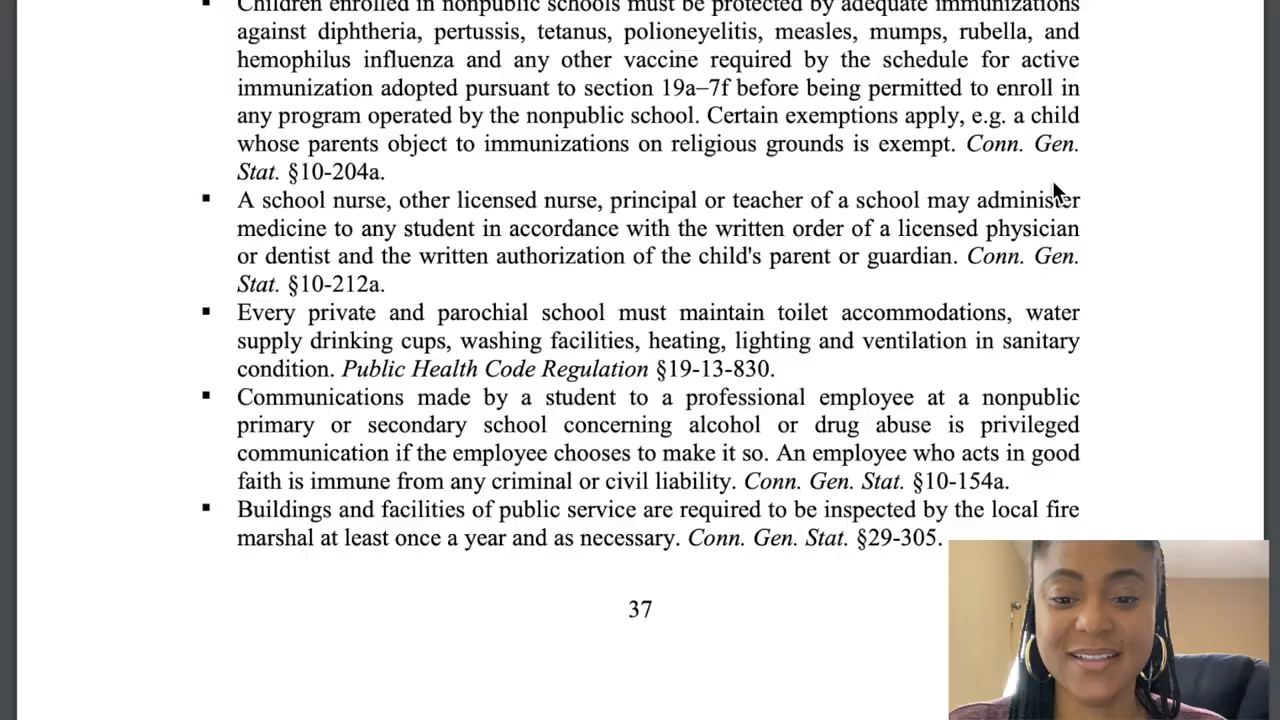 Children enrolled in nonpublic schools must be protected by adequate immunizations
against diphtheria, pertussis, tetanus, polioneyelitis, measles, mumps, rubella, and
hemophilus influenza and any other vaccine required by the schedule for active
immunization adopted pursuant to section 19a–7f before being permitted to enroll in
any program operated by the nonpublic school. Certain exemptions apply, e.g. a child
whose parents object to immunizations on religious grounds is exempt. Conn. Gen.
Stat. §10-204a.
▪ A school nurse, other licensed nurse, principal or teacher of a school may administer
medicine to any student in accordance with the written order of a licensed physician
or dentist and the written authorization of the child's parent or guardian. Conn. Gen.
Stat. §10-212a.
▪ Every private and parochial school must maintain toilet accommodations, water
supply drinking cups, washing facilities, heating, lighting and ventilation in sanitary
condition. Public Health Code Regulation §19-13-830.
▪ Communications made by a student to a professional employee at a nonpublic
primary or secondary school concerning alcohol or drug abuse is privileged
communication if the employee chooses to make it so. An employee who acts in good
faith is immune from any criminal or civil liability. Conn. Gen. Stat. §10-154a.
▪ Buildings and facilities of public service are required to be inspected by the local fire
marshal at least once a year and as necessary. Conn. Gen. Stat. §29-305.
37